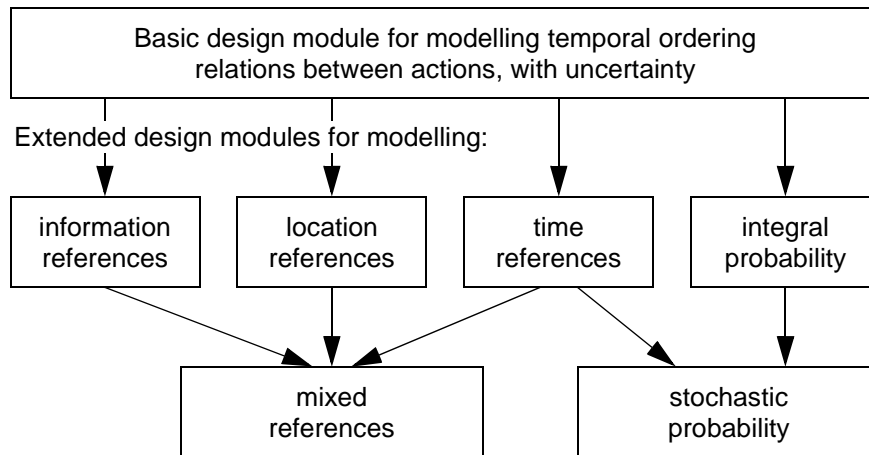 Basic design module for modelling temporal ordering
relations between actions, with uncertainty
Extended design modules for modelling:
information
references
location
references
time
references
integral
probability
mixed
references
stochastic
probability